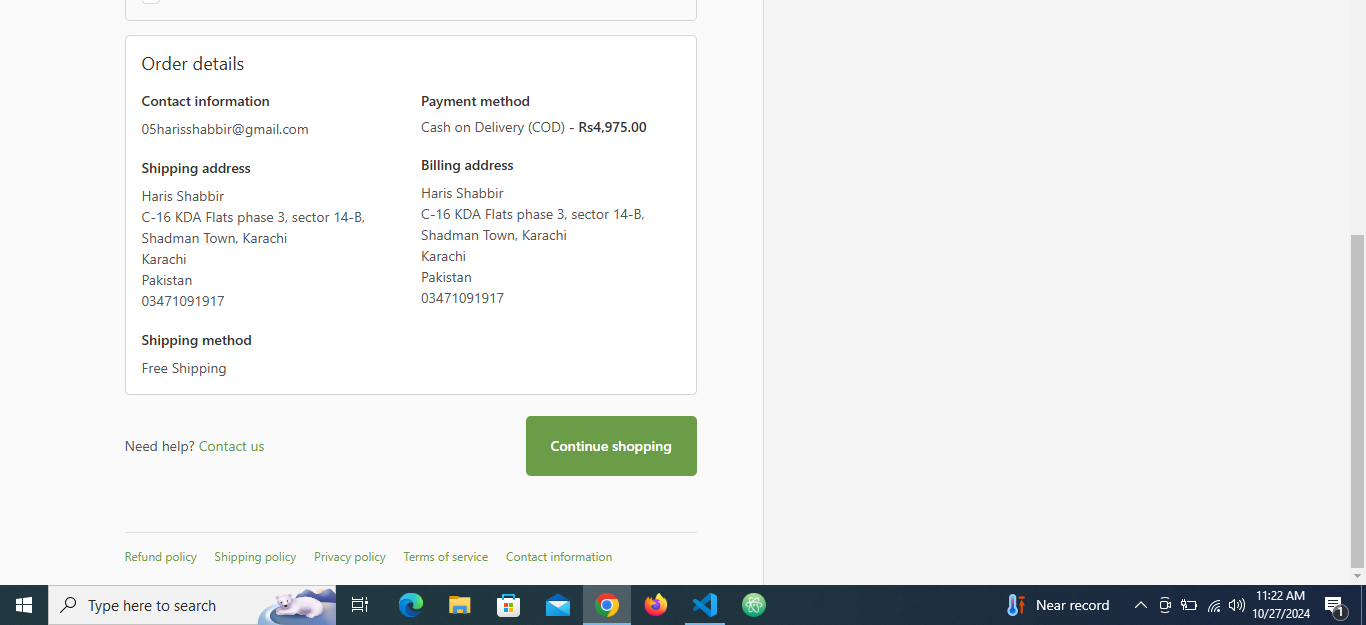 Order details
Contact information
05harisshabbir@gmail.com
Shipping address
Haris Shabbir
C-16 KDA Flats phase 3, sector 14-B,
Shadman Town, Karachi
Karachi
Pakistan
03471091917
Shipping method
Free Shipping
Payment method
Cash on Delivery (COD) - Rs4,975.00
Billing address
Haris Shabbir
C-16 KDA Flats phase 3, sector 14-B,
Shadman Town, Karachi
Karachi
Pakistan
03471091917
Need help? Contact us
Continue shopping
Refund policy Shipping policy Privacy policy Terms of service Contact information
Type here to search
Near record
11:22 AM
10/27/2024
1